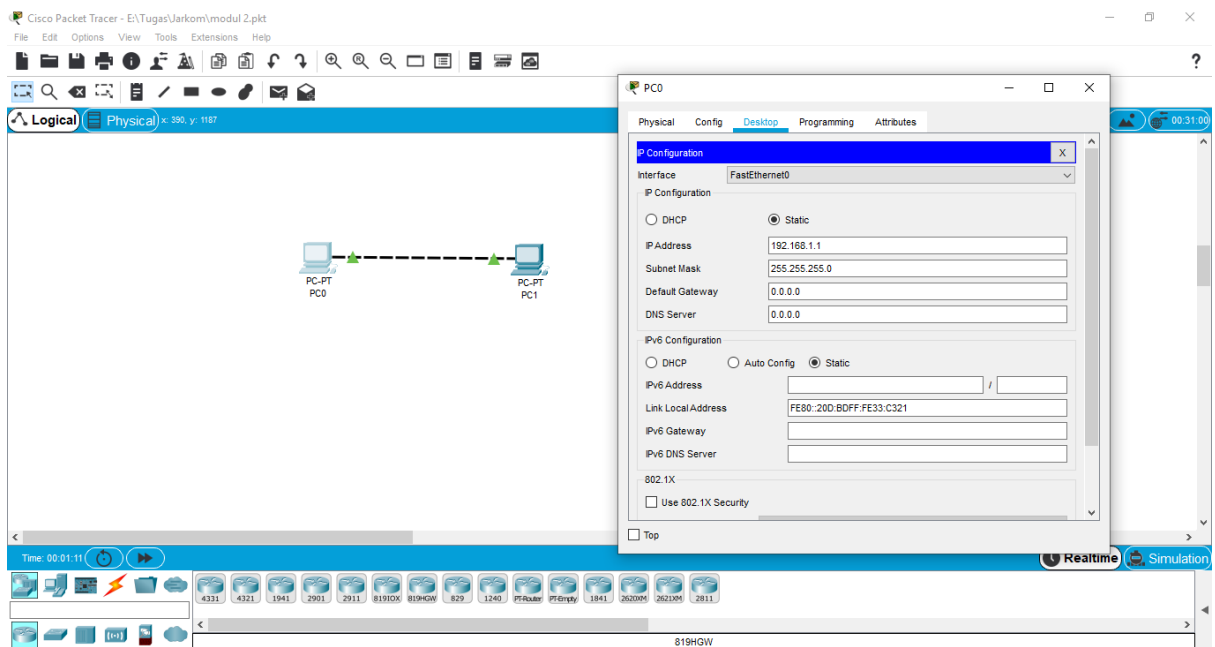 Cisco Packet Tracer - E:\Tugas\Jarkom\modul 2.pkt
File Edit Options View Tools Extensions Help
?
Logical Physical x: 390, y: 1187
00:31:00
PC-PT
PC0
PC-PT
PC1
PC0
Physical Config Desktop Programming Attributes
IP Configuration X
Interface FastEthernet0
IP Configuration
DHCP Static
IP Address 192.168.1.1
Subnet Mask 255.255.255.0
Default Gateway 0.0.0.0
DNS Server 0.0.0.0
IPv6 Configuration
DHCP Auto Config Static
IPv6 Address /
Link Local Address FE80::20D:BDFF:FE33:C321
IPv6 Gateway
IPv6 DNS Server
802.1X
Use 802.1X Security
Top
Time: 00:01:11 Realtime Simulation
4331 4321 1941 2901 2911 819IOX 819HGW 829 1240 PT-Router PT-Empty 1841 2620XM 2621XM 2811
819HGW